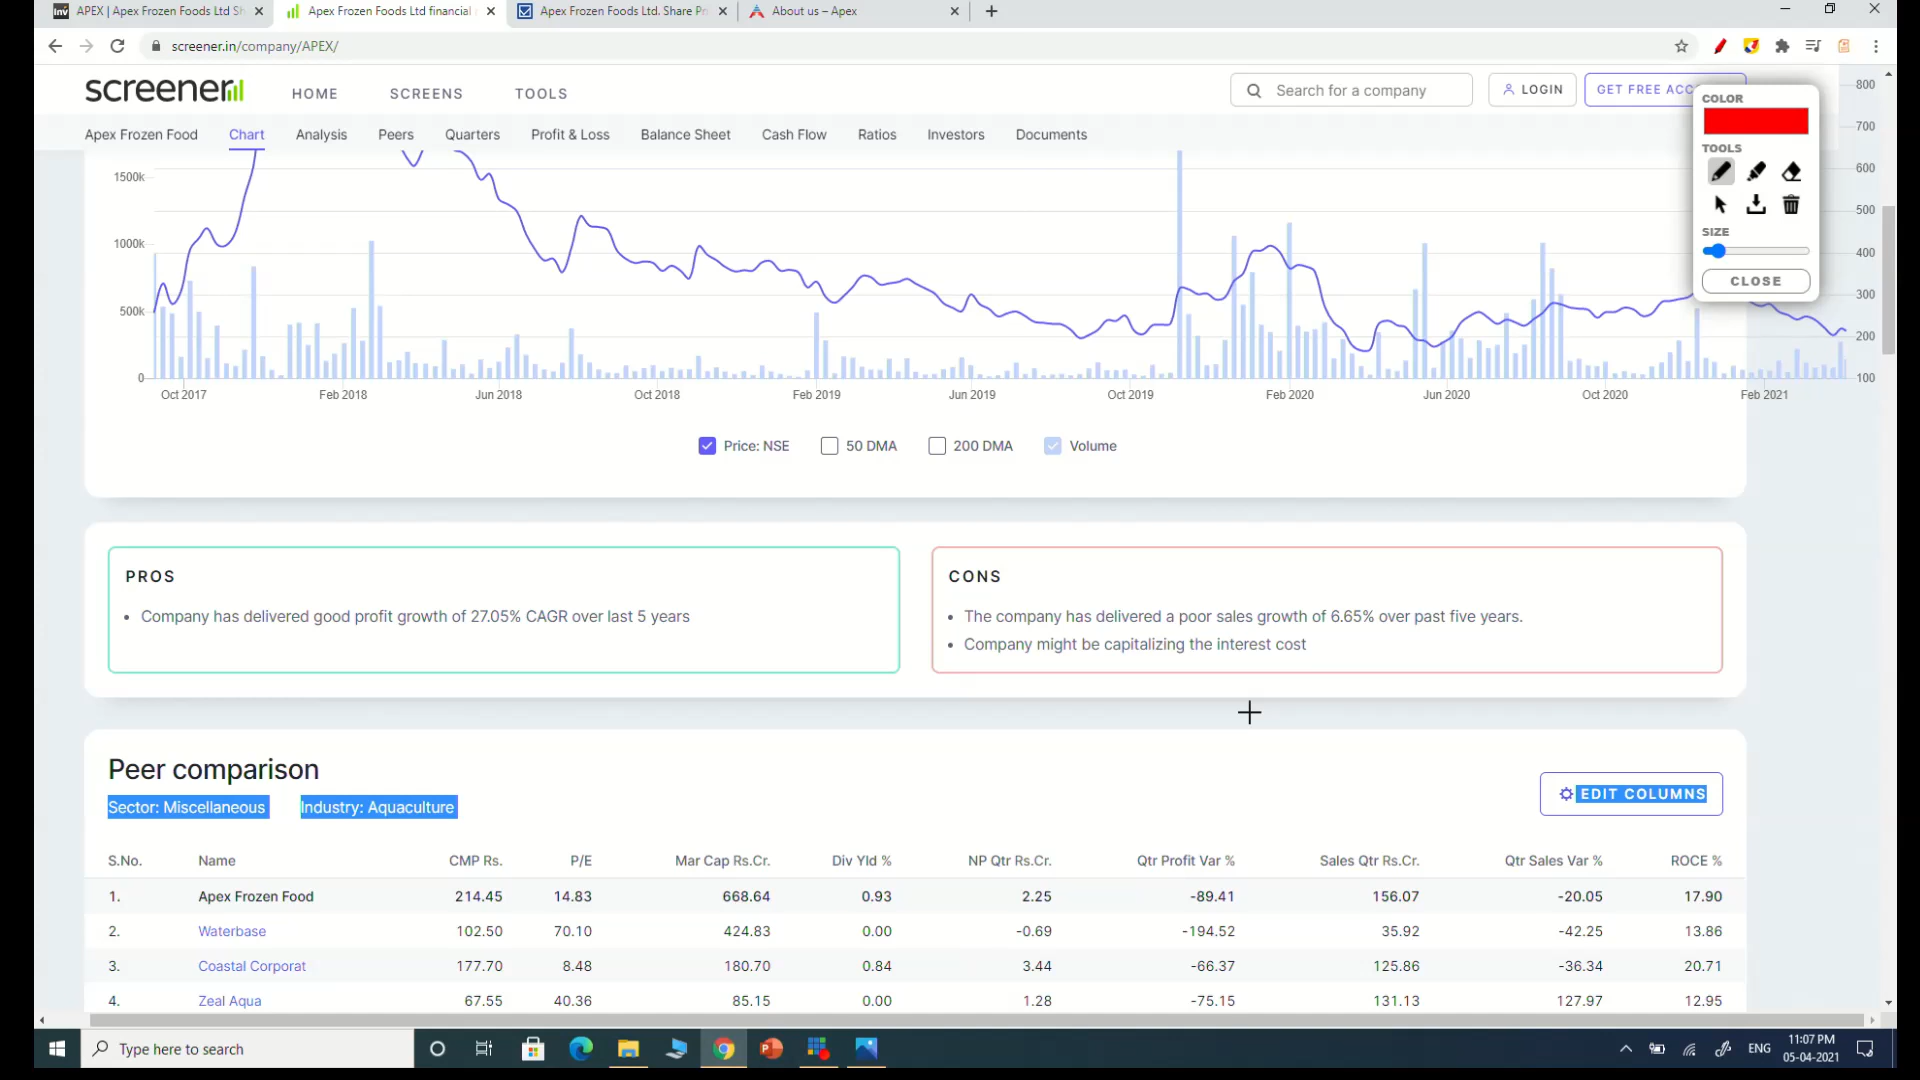 APEX | Apex Frozen Foods Ltd Sh
Apex Frozen Foods Ltd financial
Apex Frozen Foods Ltd. Share Pri
About us – Apex
screener.in/company/APEX/
screener
HOME
SCREENS
TOOLS
Search for a company
LOGIN
GET FREE ACC
Apex Frozen Food
Chart
Analysis
Peers
Quarters
Profit & Loss
Balance Sheet
Cash Flow
Ratios
Investors
Documents
COLOR
TOOLS
SIZE
CLOSE
1500k
1000k
500k
0
800
700
600
500
400
300
200
100
Oct 2017
Feb 2018
Jun 2018
Oct 2018
Feb 2019
Jun 2019
Oct 2019
Feb 2020
Jun 2020
Oct 2020
Feb 2021
Price: NSE
50 DMA
200 DMA
Volume
PROS
• Company has delivered good profit growth of 27.05% CAGR over last 5 years
CONS
• The company has delivered a poor sales growth of 6.65% over past five years.
• Company might be capitalizing the interest cost
Peer comparison
Sector: Miscellaneous Industry: Aquaculture
EDIT COLUMNS
S.No. Name CMP Rs. P/E Mar Cap Rs.Cr. Div Yld % NP Qtr Rs.Cr. Qtr Profit Var % Sales Qtr Rs.Cr. Qtr Sales Var % ROCE %
1. Apex Frozen Food 214.45 14.83 668.64 0.93 2.25 -89.41 156.07 -20.05 17.90
2. Waterbase 102.50 70.10 424.83 0.00 -0.69 -194.52 35.92 -42.25 13.86
3. Coastal Corporat 177.70 8.48 180.70 0.84 3.44 -66.37 125.86 -36.34 20.71
4. Zeal Aqua 67.55 40.36 85.15 0.00 1.28 -75.15 131.13 127.97 12.95
Type here to search
ENG
11:07 PM
05-04-2021